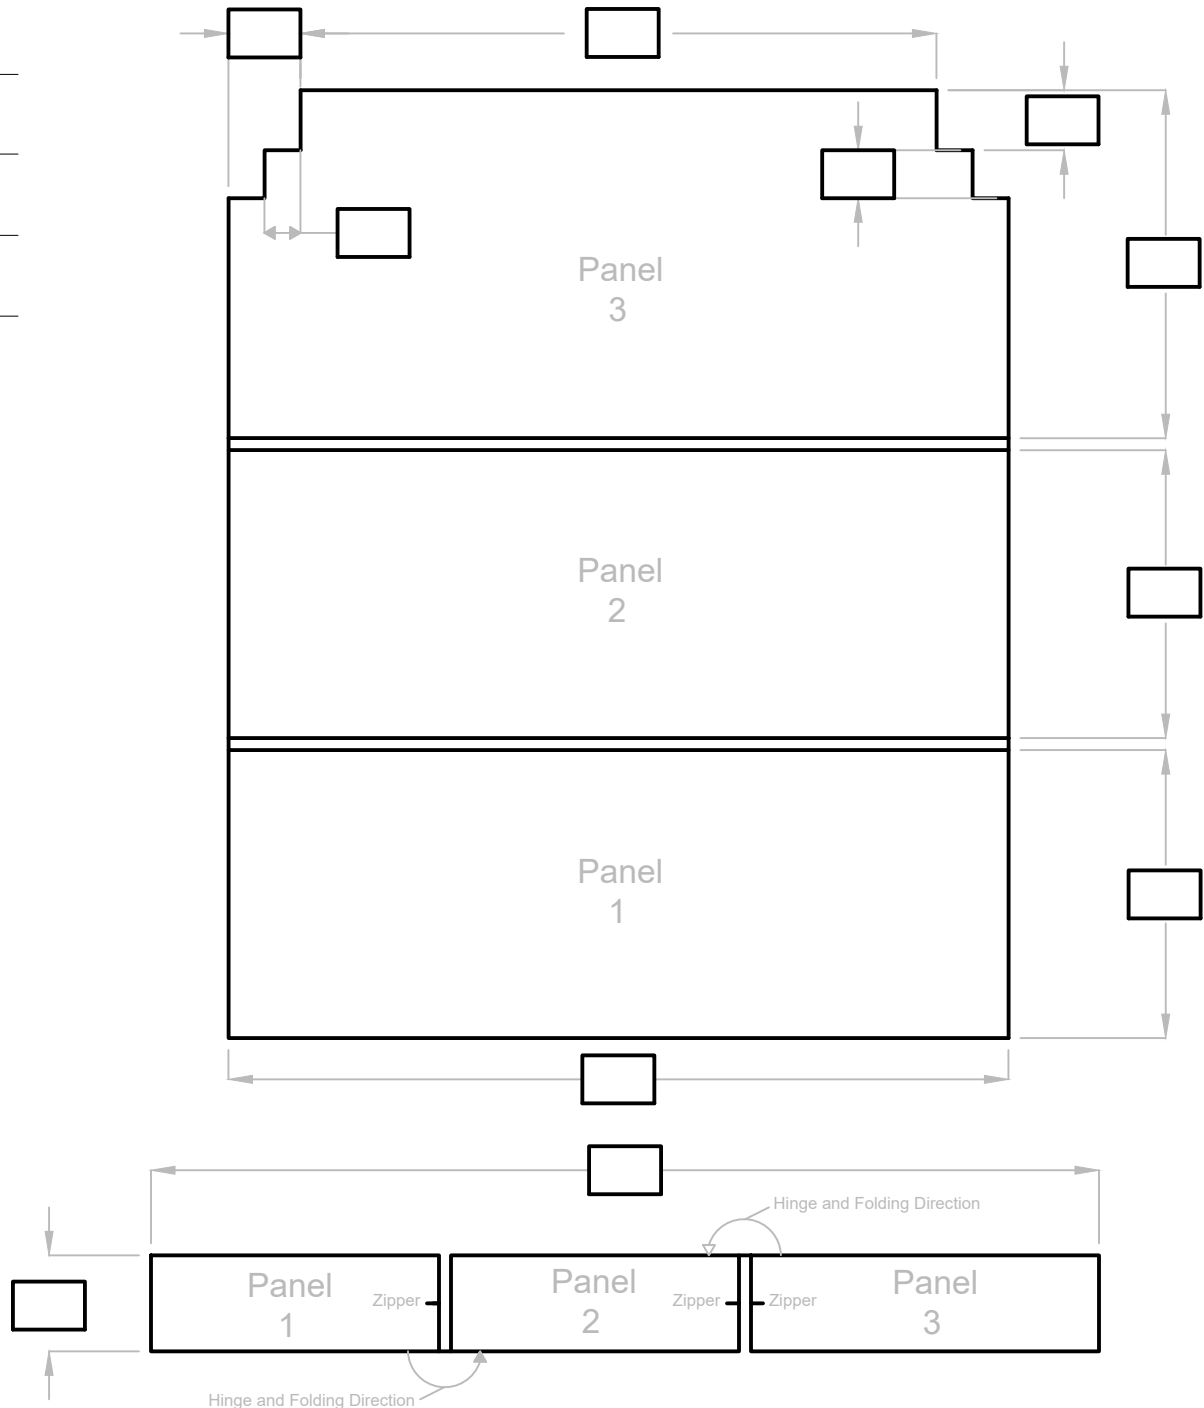 Panel
3
Panel
2
Panel
1
Hinge and Folding Direction
Panel
1
Zipper
Panel
2
Zipper
Zipper
Panel
3
Hinge and Folding Direction